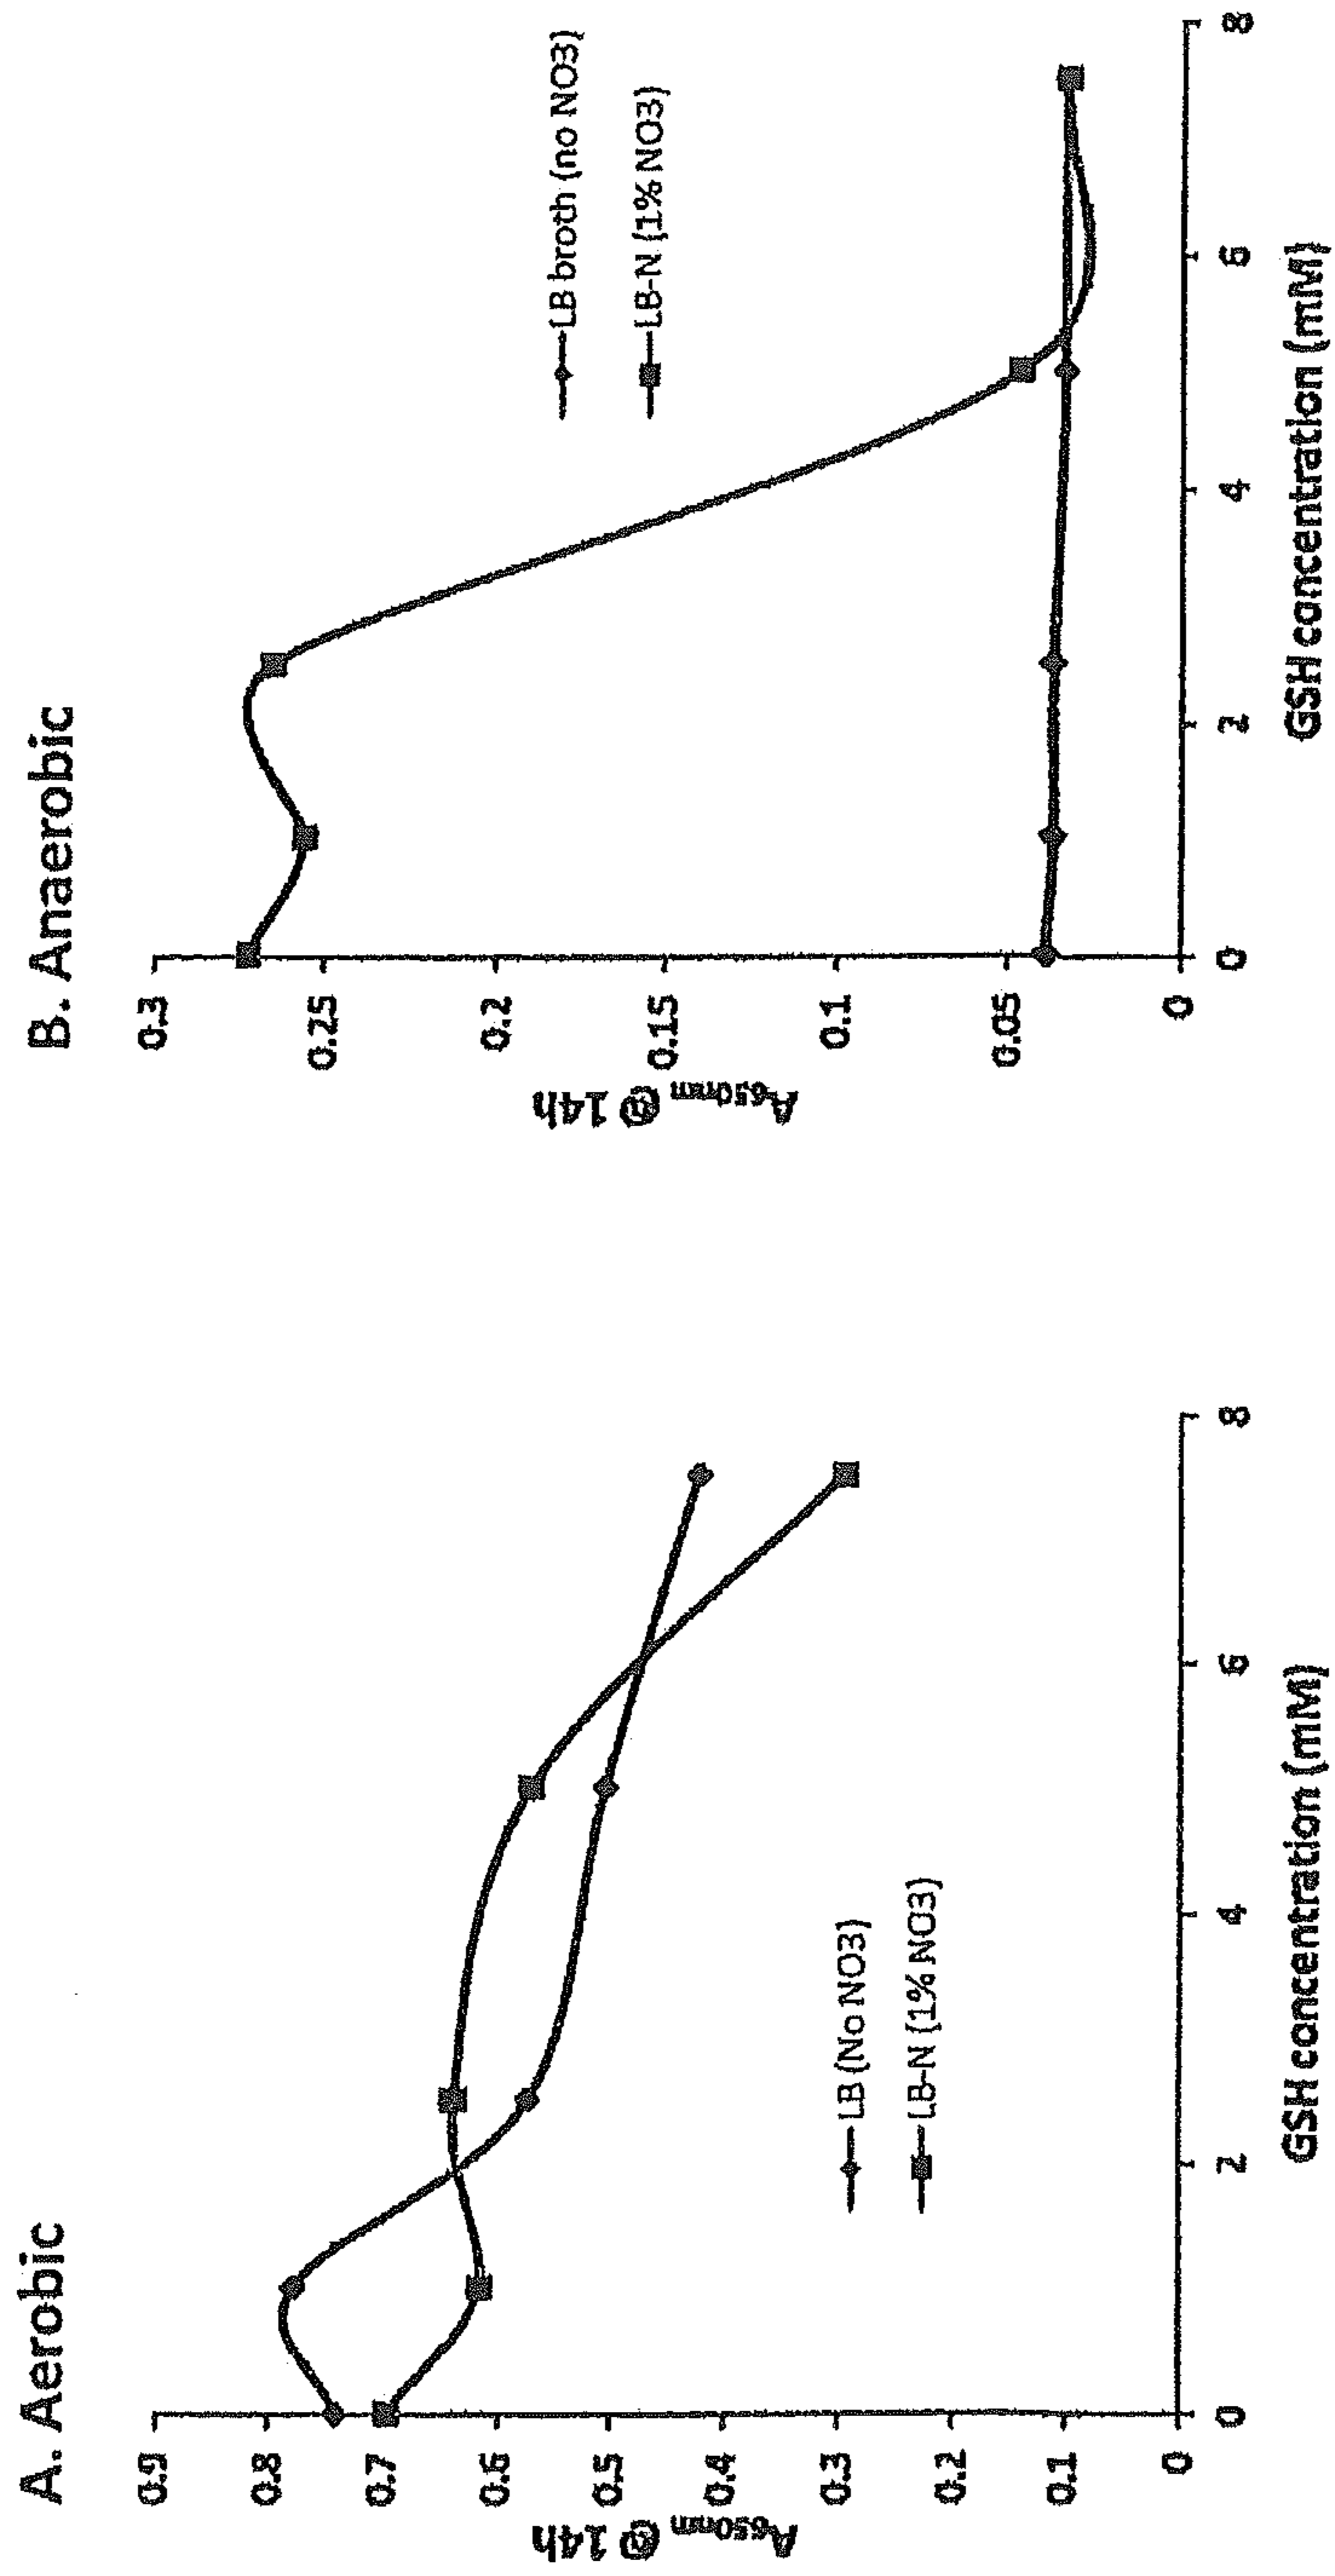 A. Aerobic
0.9
0.8
0.7
0.6
0.5
0.4
0.3
0.2
0.1
0
A650nm @ 14h
LB (No NO3)
LB-N (1% NO3)
0 2 4 6 8
GSH concentration (mM)
B. Anaerobic
0.3
0.25
0.2
0.15
0.1
0.05
0
A650nm @ 14h
LB broth (no NO3)
LB-N (1% NO3)
0 2 4 6 8
GSH concentration (mM)